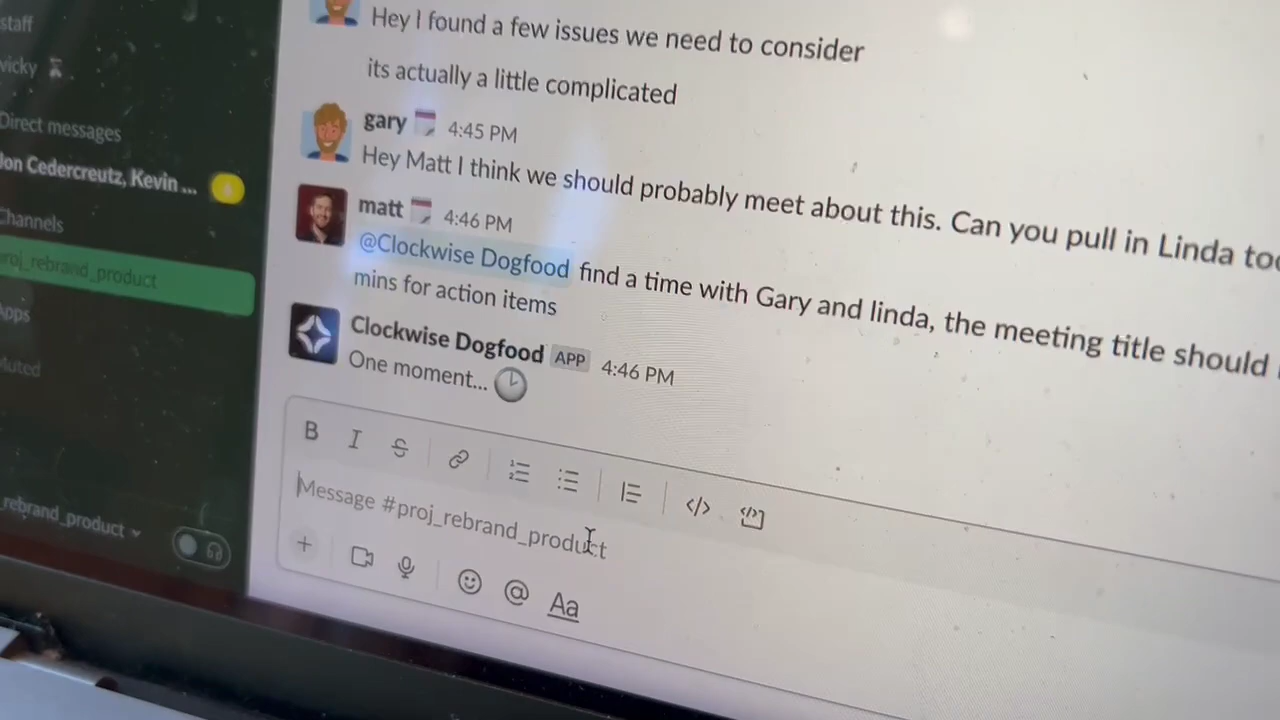 staff
vicky
Direct messages
Jon Cedercreutz, Kevin ...
Channels
proj_rebrand_product
Apps
Muted
_rebrand_product
Hey I found a few issues we need to consider
its actually a little complicated
gary 4:45 PM
Hey Matt I think we should probably meet about this. Can you pull in Linda too
matt 4:46 PM
@Clockwise Dogfood find a time with Gary and linda, the meeting title should
mins for action items
Clockwise Dogfood APP 4:46 PM
One moment...
B I S
Message #proj_rebrand_product
+ @ Aa